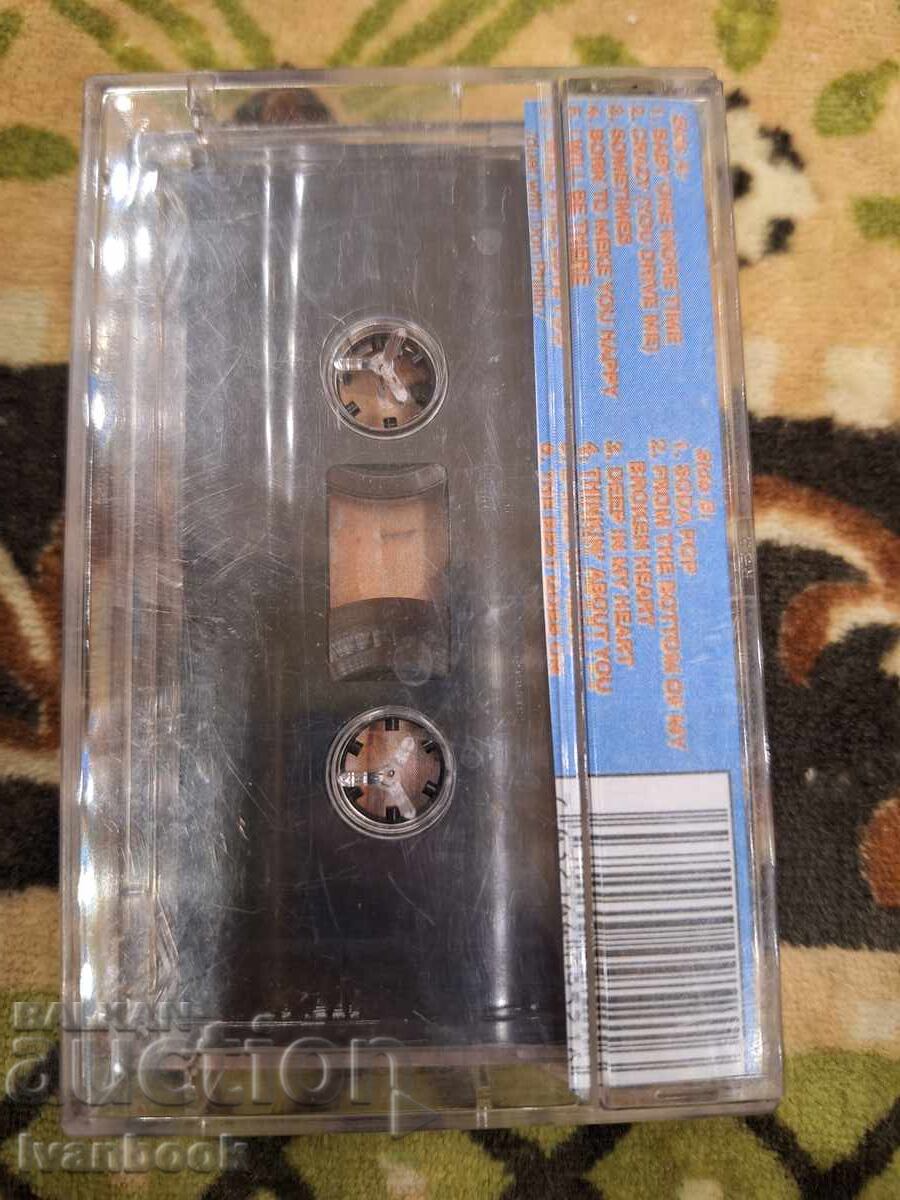 Side A:
1. BABY ONE MORE TIME
2. CRAZY (YOU DRIVE ME)
3. SOMETIMES
4. BORN TO MEKE YOU HAPPY
5. I WILL BE THERE
Side B:
1. SODA POP
2. FROM THE BOTTOM OF MY
BROKEN HEART
3. DEEP IN MY HEART
4. THINKIN' ABOUT YOU
BALKAN
auction
Ivanbook